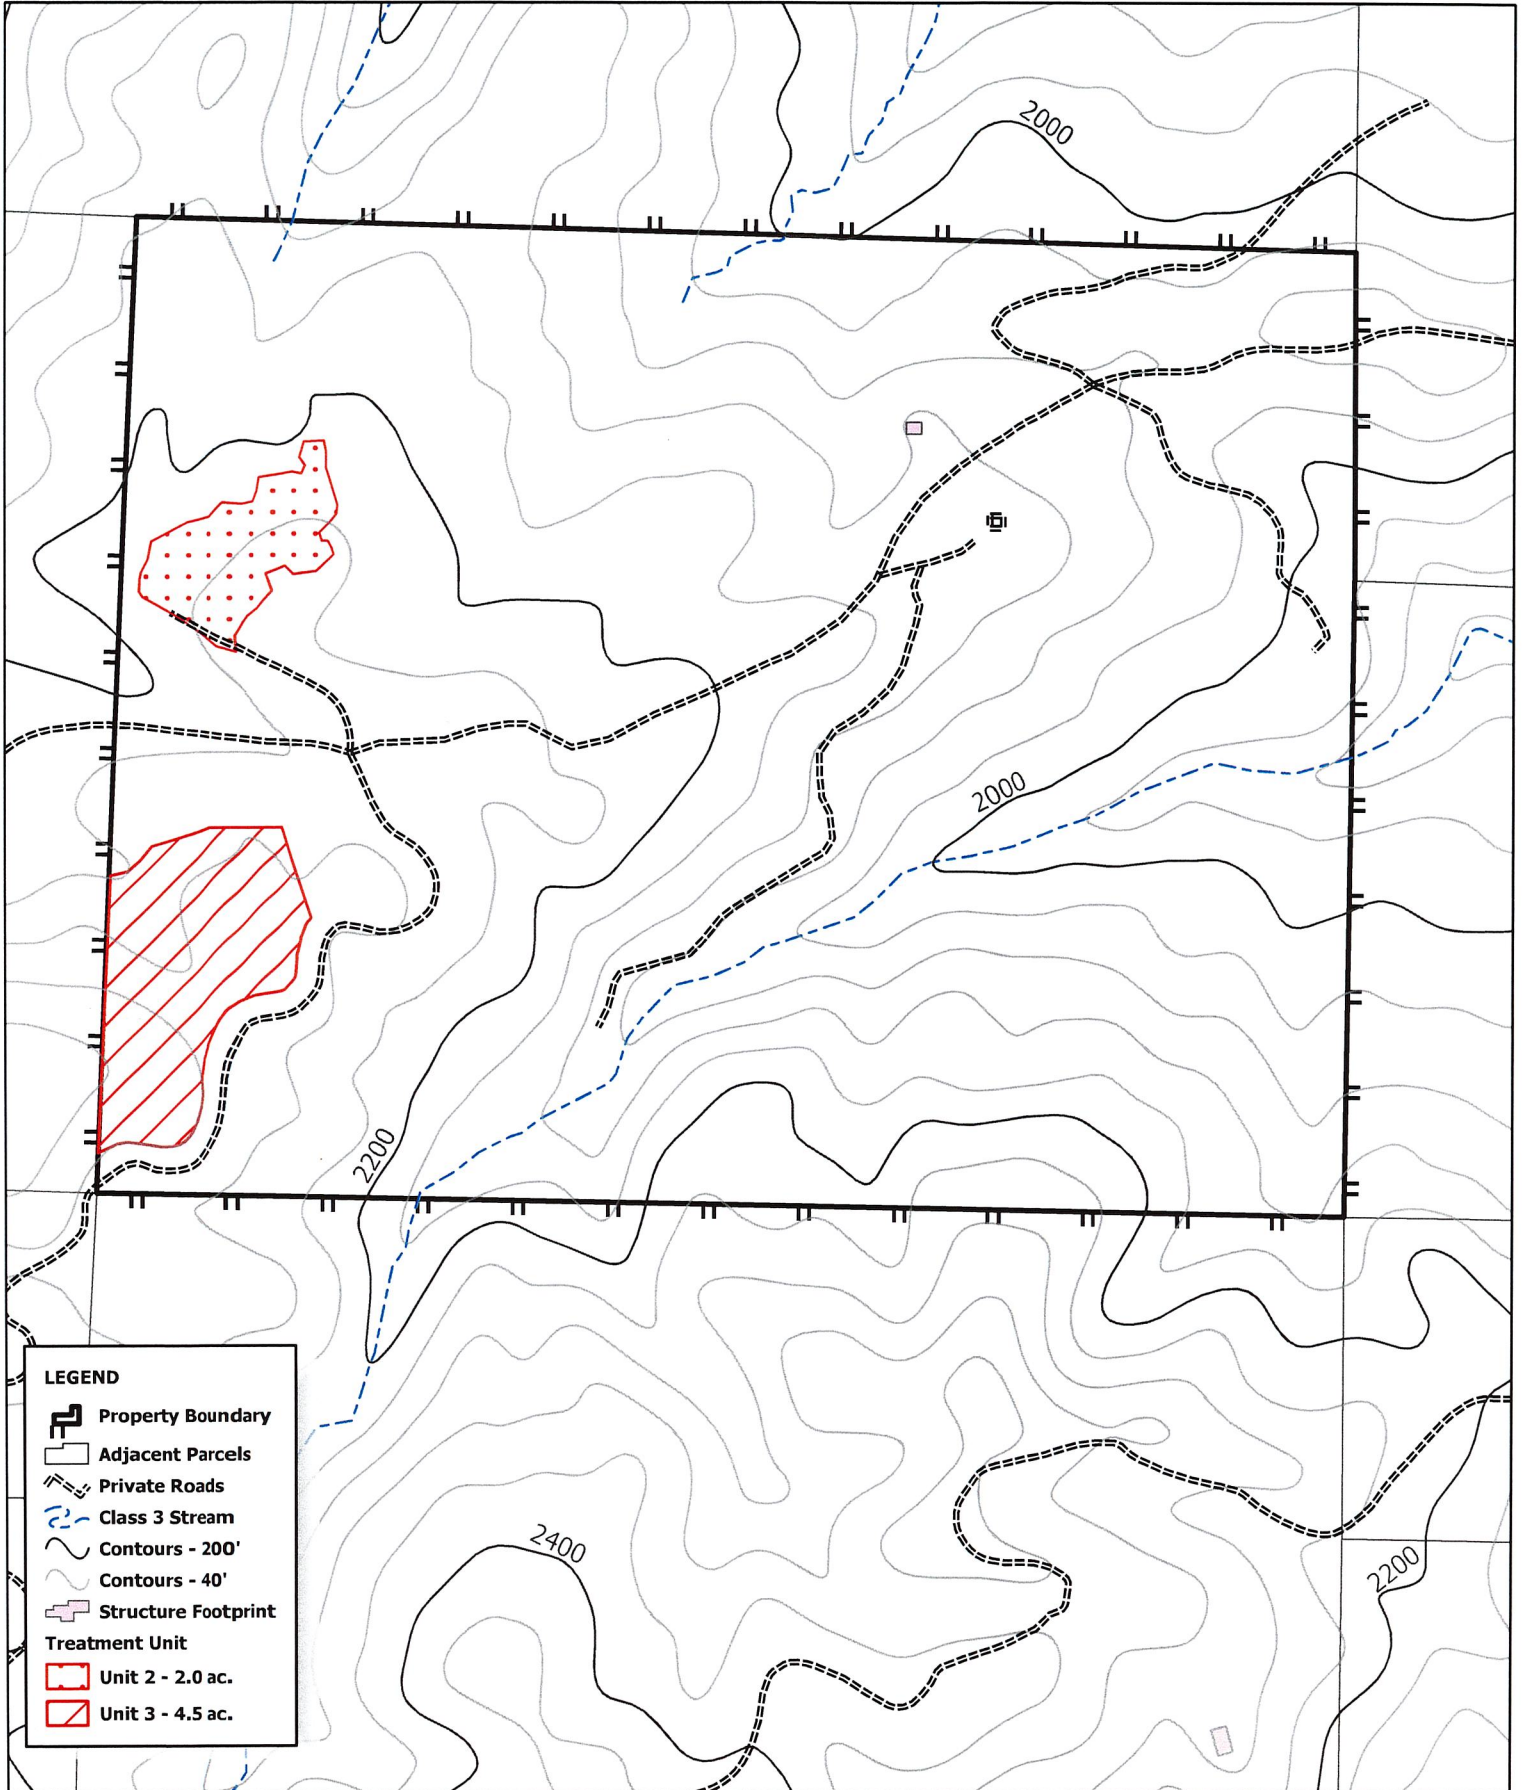 2000
2000
2200
LEGEND
Property Boundary
Adjacent Parcels
Private Roads
Class 3 Stream
Contours - 200'
Contours - 40'
Structure Footprint
Treatment Unit
Unit 2 - 2.0 ac.
Unit 3 - 4.5 ac.
2400
2200